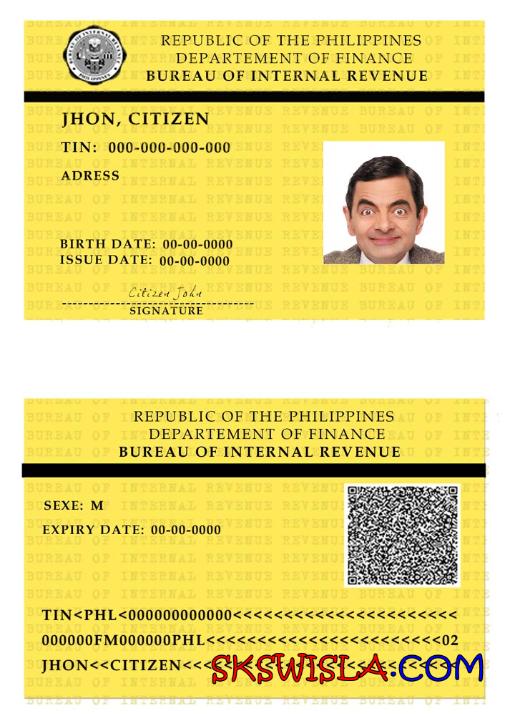 REPUBLIC OF THE PHILIPPINES
DEPARTEMENT OF FINANCE
BUREAU OF INTERNAL REVENUE
JHON, CITIZEN
TIN: 000-000-000-000
ADRESS
BIRTH DATE: 00-00-0000
ISSUE DATE: 00-00-0000
Citizen John
SIGNATURE
REPUBLIC OF THE PHILIPPINES
DEPARTEMENT OF FINANCE
BUREAU OF INTERNAL REVENUE
SEXE: M
EXPIRY DATE: 00-00-0000
TIN<PHL<000000000000<<<<<<<<<<<<<<<<<<<<<<
000000FM000000PHL<<<<<<<<<<<<<<<<<<<<<<<02
JHON<<CITIZEN<<<
SKSWISLA.COM